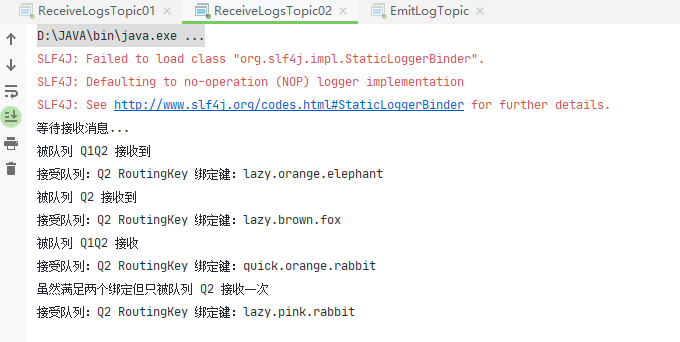 ReceiveLogsTopic01 ReceiveLogsTopic02 EmitLogTopic
D:\JAVA\bin\java.exe ...
SLF4J: Failed to load class "org.slf4j.impl.StaticLoggerBinder".
SLF4J: Defaulting to no-operation (NOP) logger implementation
SLF4J: See http://www.slf4j.org/codes.html#StaticLoggerBinder for further details.
等待接收消息...
被队列 Q1Q2 接收到
接受队列：Q2 RoutingKey 绑定键：lazy.orange.elephant
被队列 Q2 接收到
接受队列：Q2 RoutingKey 绑定键：lazy.brown.fox
被队列 Q1Q2 接收
接受队列：Q2 RoutingKey 绑定键：quick.orange.rabbit
虽然满足两个绑定但只被队列 Q2 接收一次
接受队列：Q2 RoutingKey 绑定键：lazy.pink.rabbit